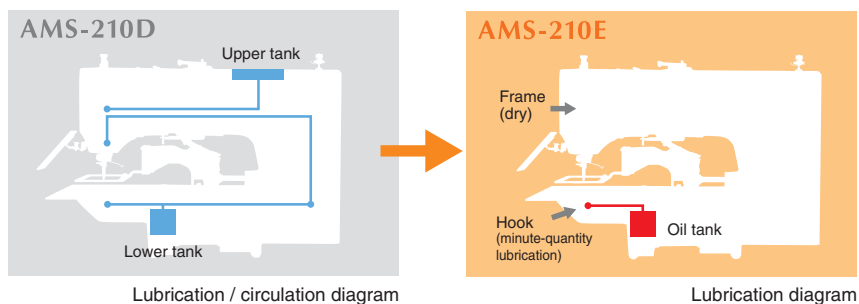 AMS-210D
Upper tank
Lower tank
Lubrication / circulation diagram
AMS-210E
Frame
(dry)
Hook
(minute-quantity
lubrication)
Oil tank
Lubrication diagram